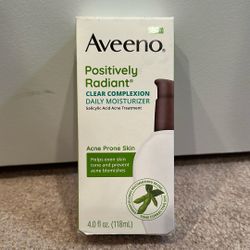 Aveeno®
Positively
Radiant®
CLEAR COMPLEXION
DAILY MOISTURIZER
Salicylic Acid Acne Treatment
Acne Prone Skin
Helps even skin
tone and prevent
acne blemishes
4.0 fl. oz. (118mL)